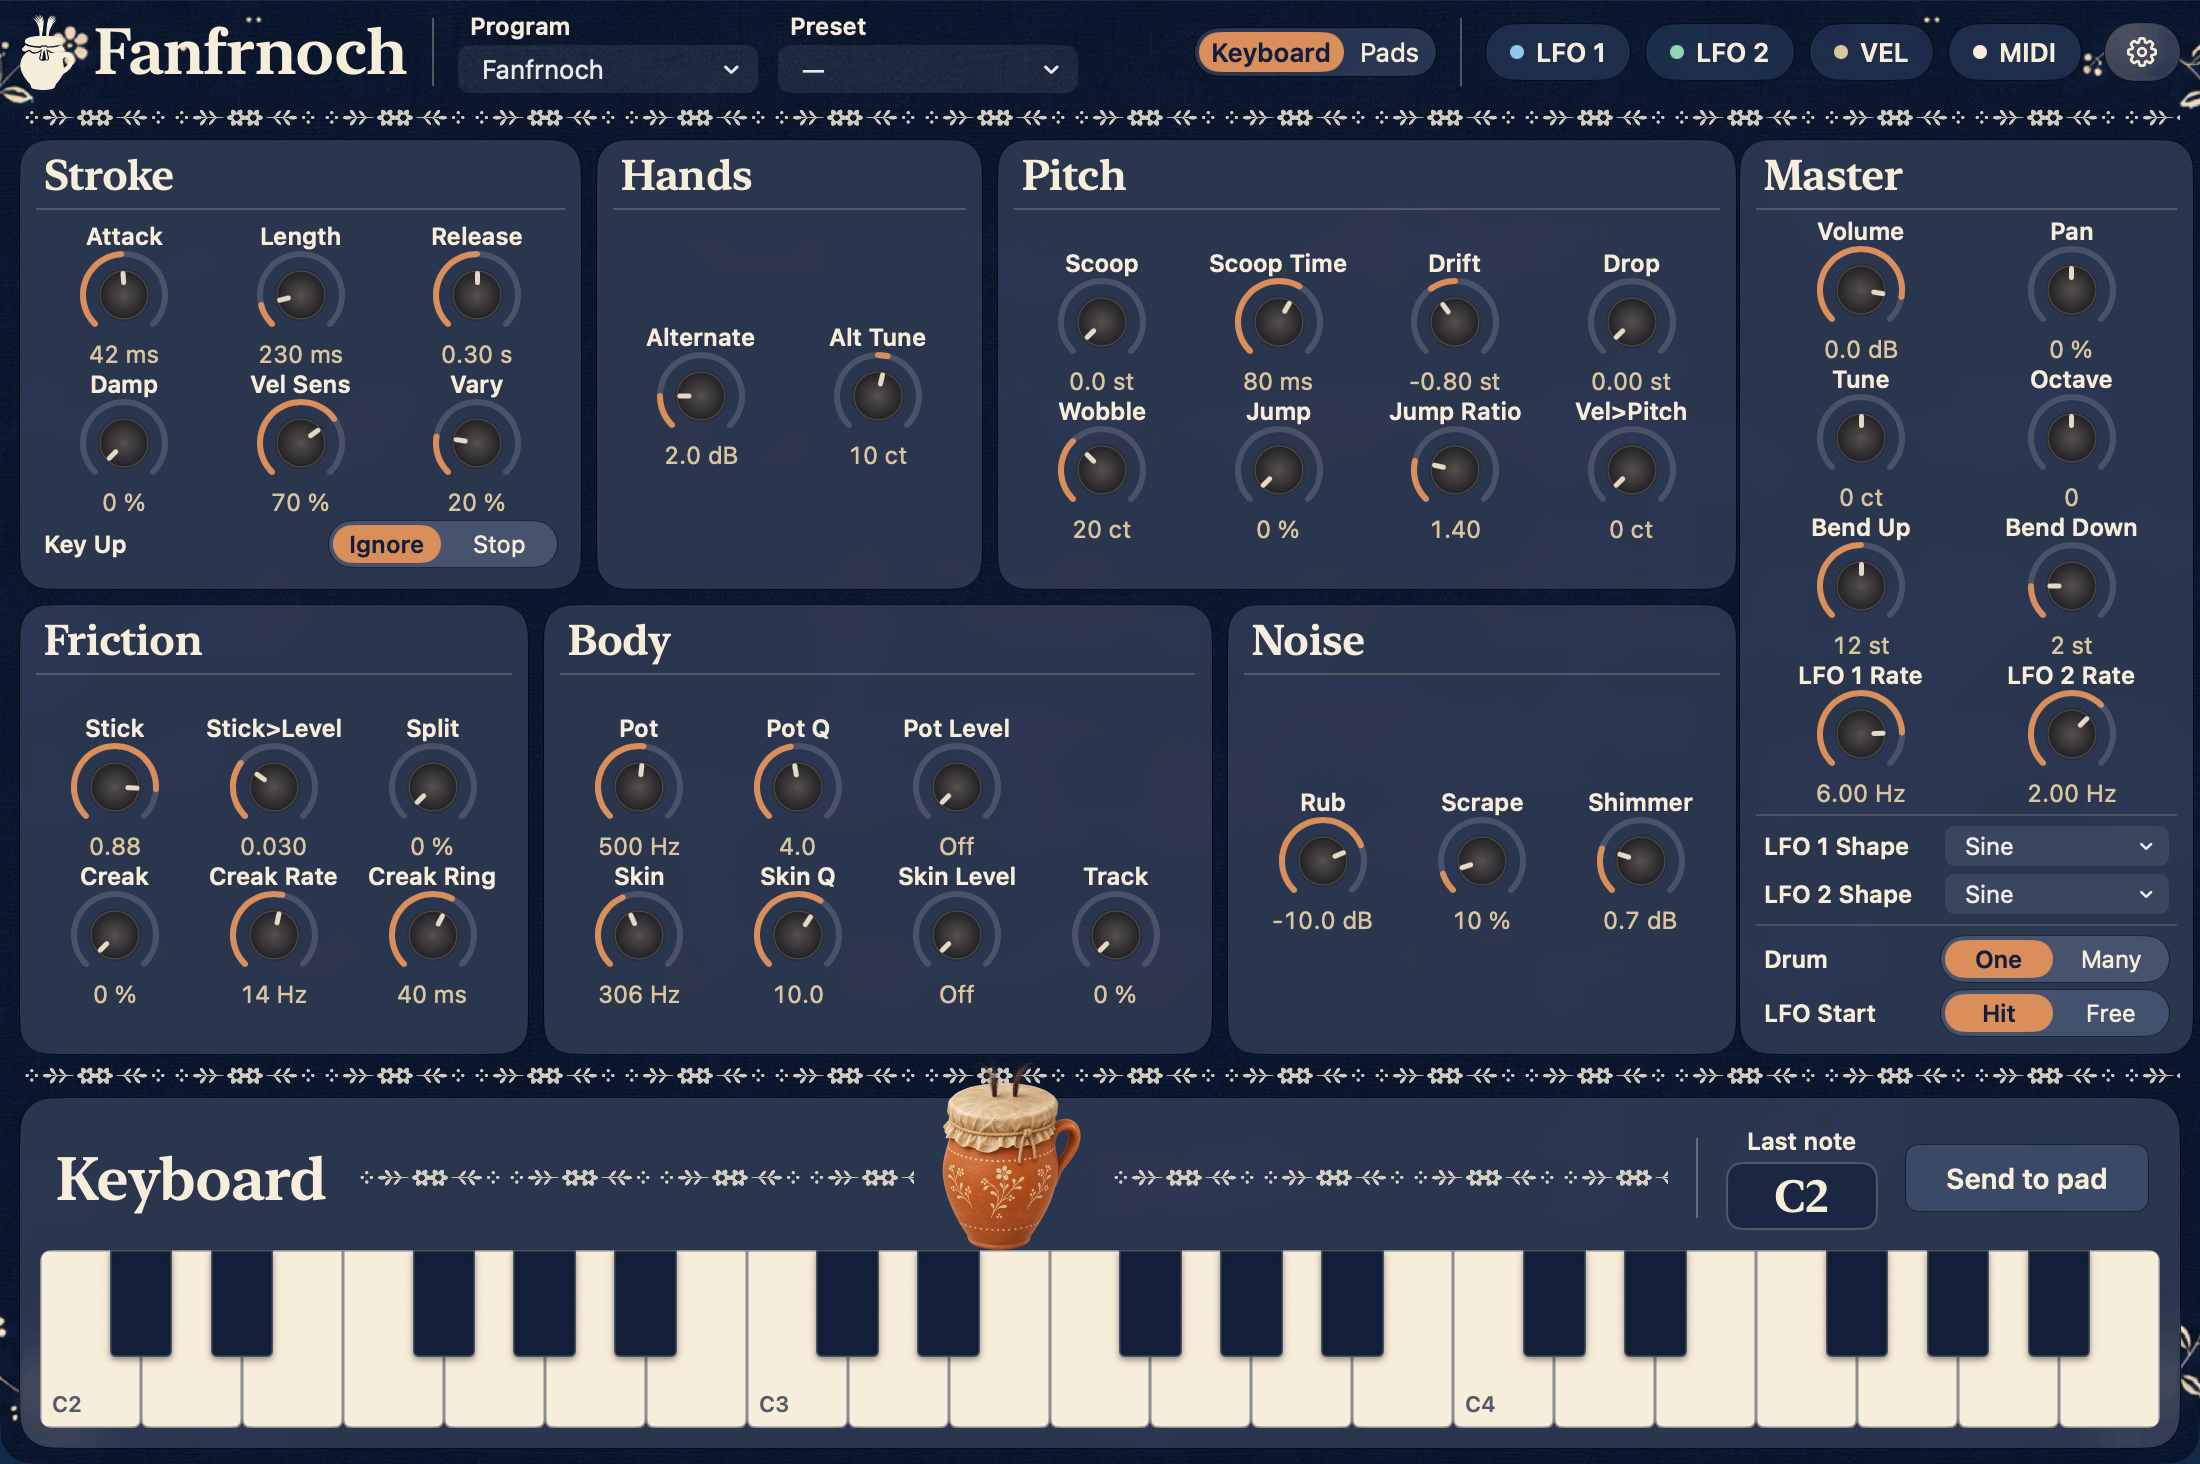 Fanfrnoch
Program
Fanfrnoch
Preset
—
Keyboard Pads
LFO 1
LFO 2
VEL
MIDI
Stroke
Attack Length Release
42 ms 230 ms 0.30 s
Damp Vel Sens Vary
0 % 70 % 20 %
Key Up Ignore Stop
Hands
Alternate Alt Tune
2.0 dB 10 ct
Pitch
Scoop Scoop Time Drift Drop
0.0 st 80 ms -0.80 st 0.00 st
Wobble Jump Jump Ratio Vel>Pitch
20 ct 0 % 1.40 0 ct
Master
Volume Pan
0.0 dB 0 %
Tune Octave
0 ct 0
Bend Up Bend Down
12 st 2 st
LFO 1 Rate LFO 2 Rate
6.00 Hz 2.00 Hz
LFO 1 Shape Sine
LFO 2 Shape Sine
Drum One Many
LFO Start Hit Free
Friction
Stick Stick>Level Split
0.88 0.030 0 %
Creak Creak Rate Creak Ring
0 % 14 Hz 40 ms
Body
Pot Pot Q Pot Level
500 Hz 4.0 Off
Skin Skin Q Skin Level Track
306 Hz 10.0 Off 0 %
Noise
Rub Scrape Shimmer
-10.0 dB 10 % 0.7 dB
Keyboard
Last note
C2
Send to pad
C2 C3 C4